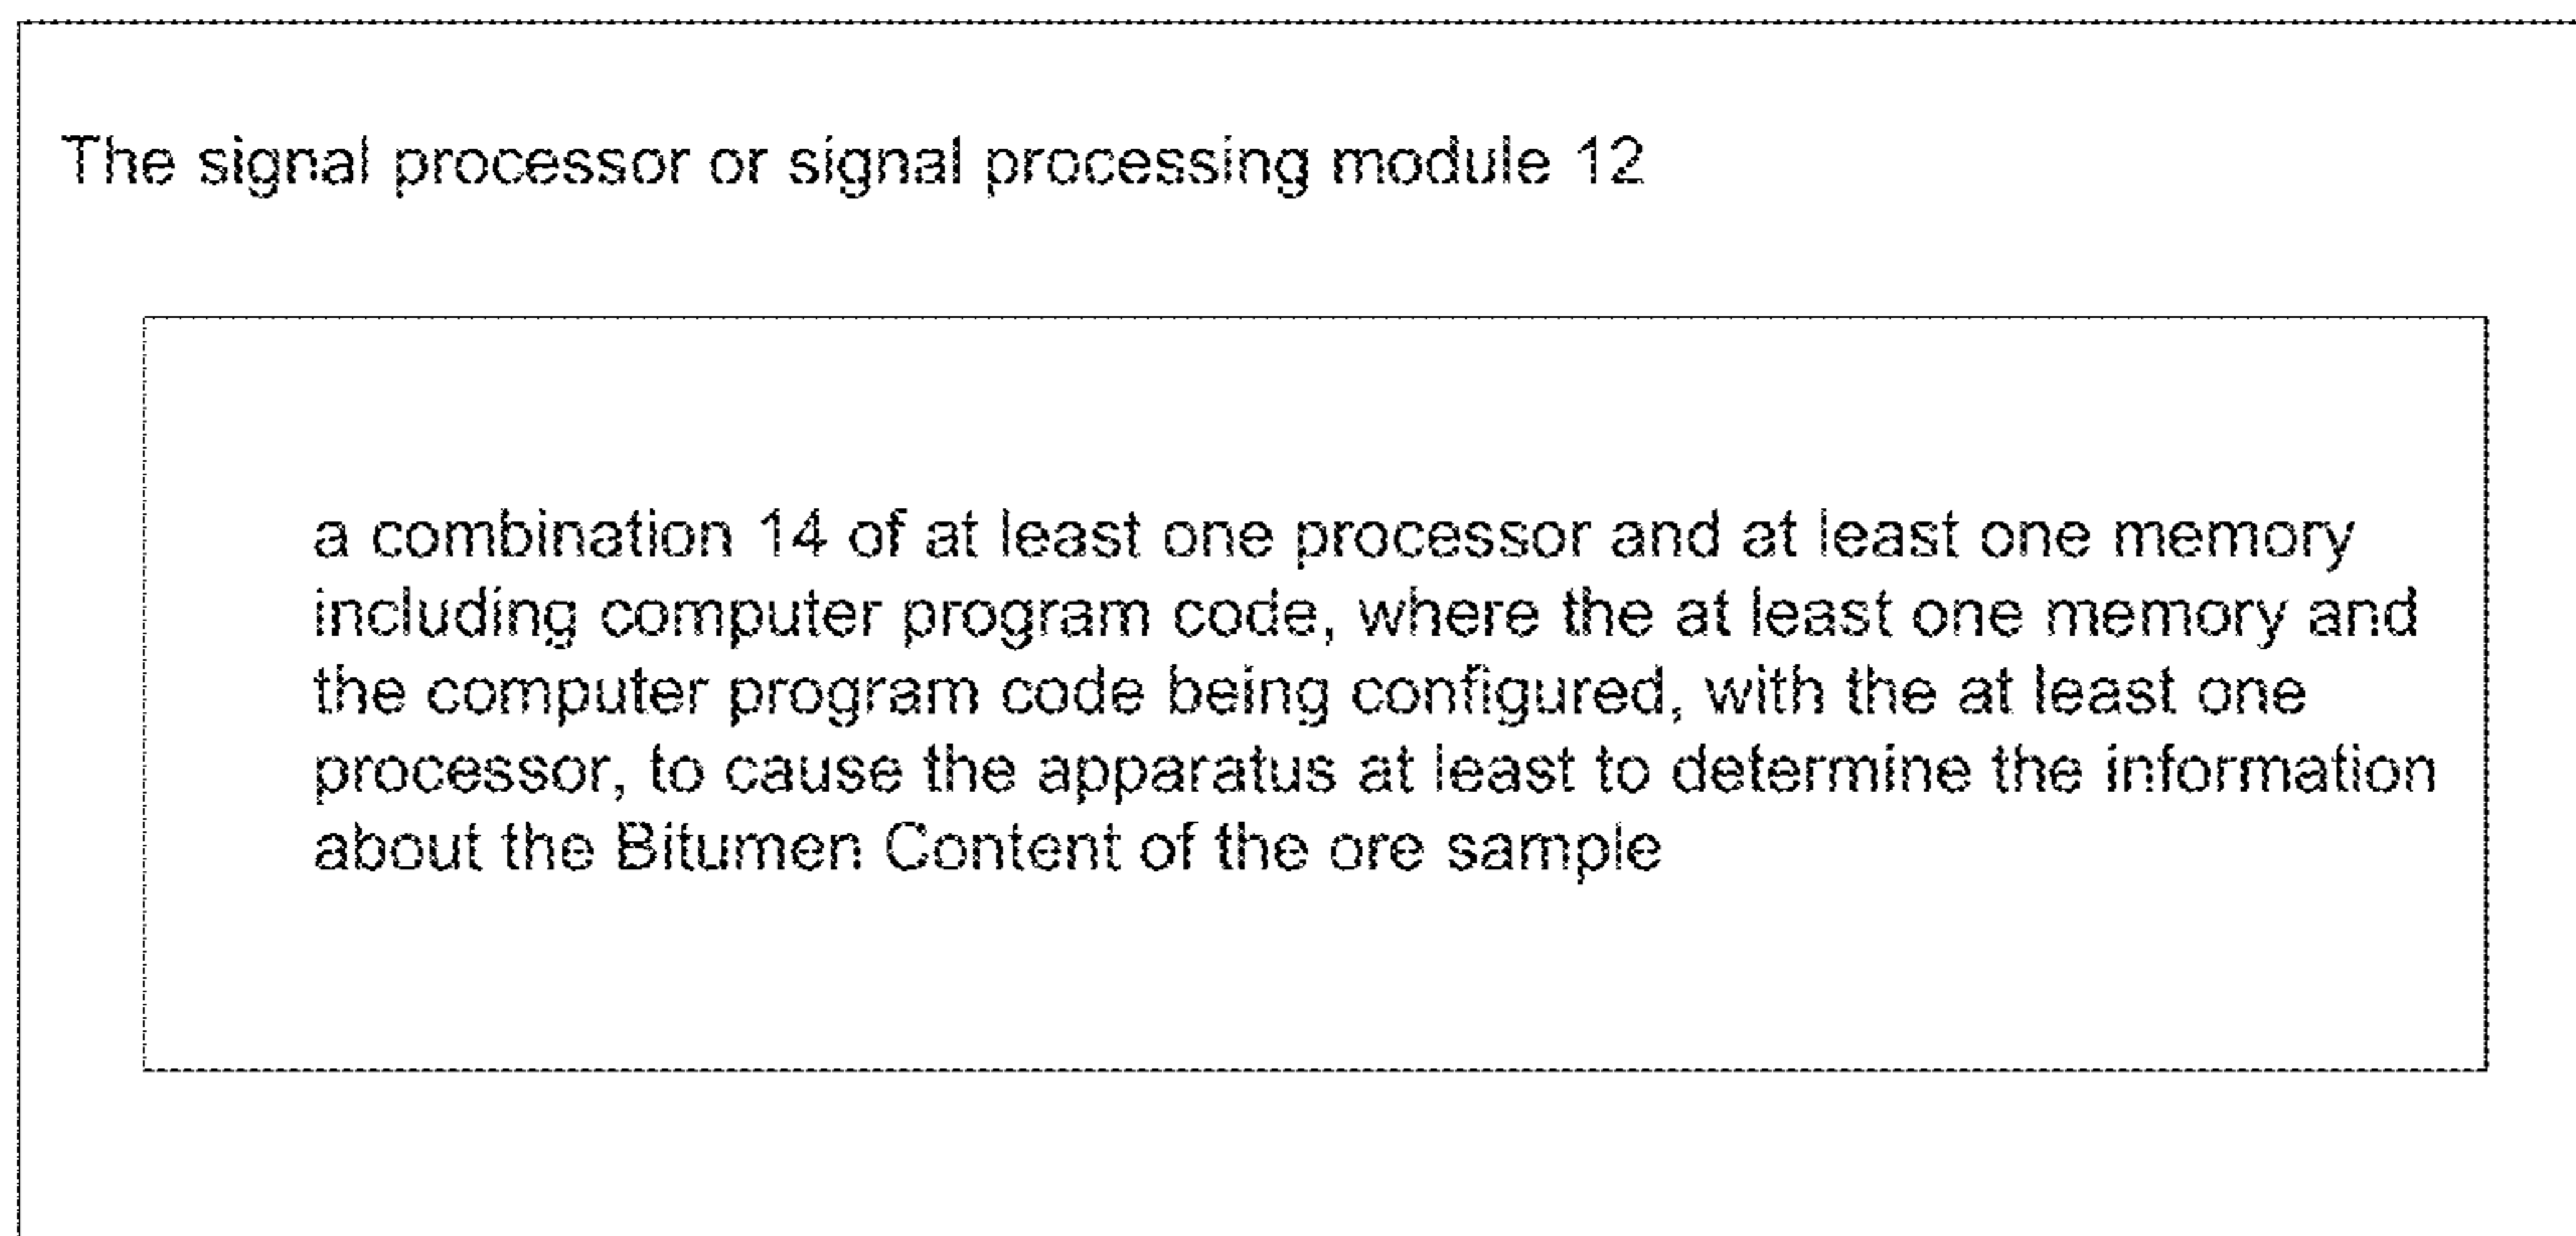 The signal processor or signal processing module 12
a combination 14 of at least one processor and at least one memory
including computer program code, where the at least one memory and
the computer program code being configured, with the at least one
processor, to cause the apparatus at least to determine the information
about the Bitumen Content of the ore sample